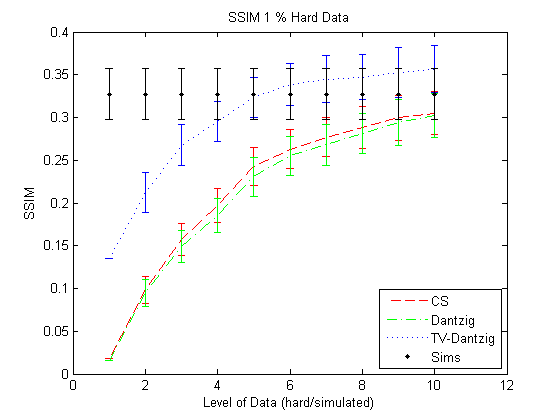 SSIM 1 % Hard Data
0.4
0.35
0.3
0.25
0.2
0.15
0.1
0.05
0
SSIM
0 2 4 6 8 10 12
Level of Data (hard/simulated)
CS
Dantzig
TV-Dantzig
Sims